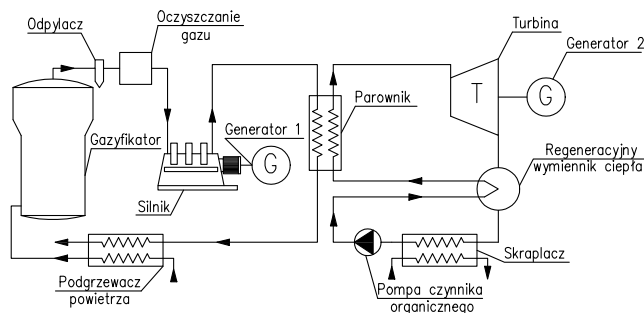 Odpylacz
Oczyszczanie
gazu
Turbina
Generator 2
T
G
Gazyfikator
Generator 1
G
Parownik
Regeneracyjny
wymiennik ciepła
Silnik
Podgrzewacz
powietrza
Skraplacz
Pompa czynnika
organicznego